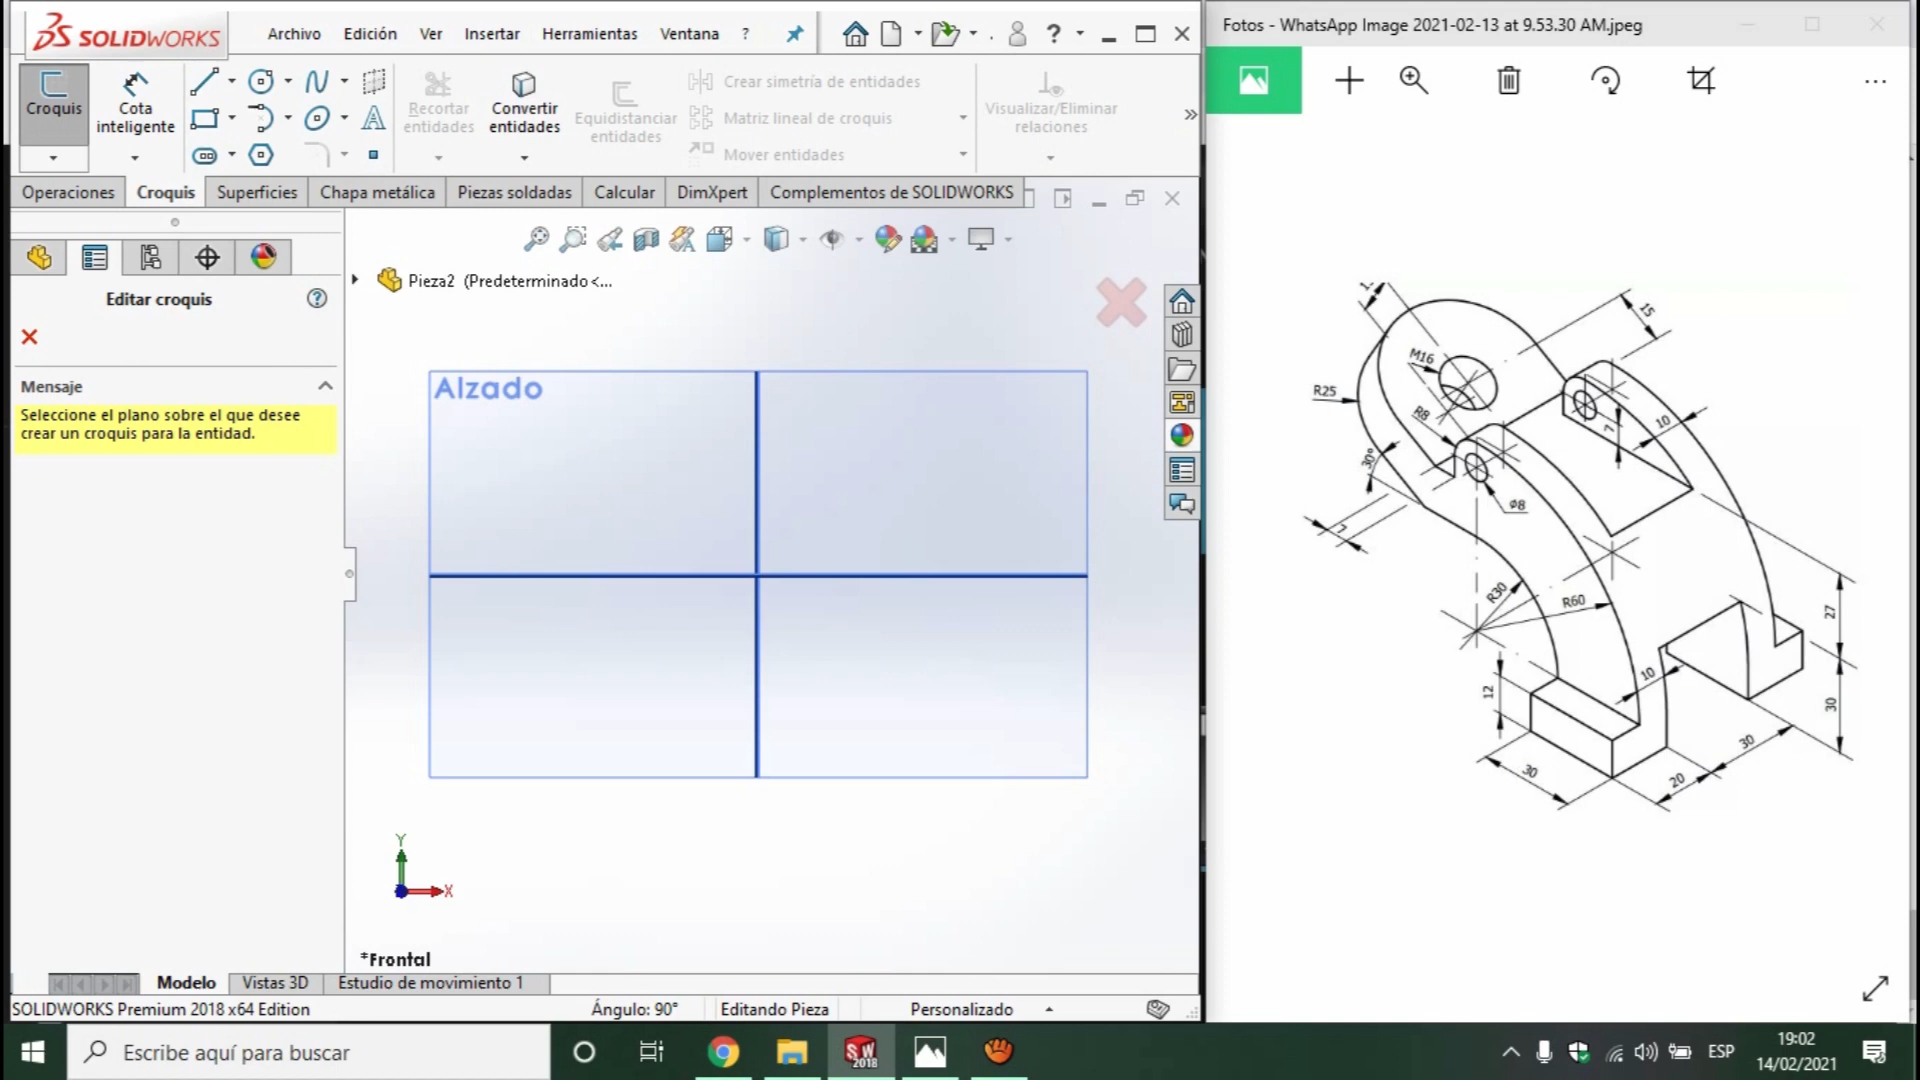 SOLIDWORKS
Archivo Edición Ver Insertar Herramientas Ventana ?
Croquis
Cota
inteligente
Recortar
entidades
Convertir
entidades
Equidistanciar
entidades
Crear simetría de entidades
Matriz lineal de croquis
Mover entidades
Visualizar/Eliminar
relaciones
Operaciones Croquis Superficies Chapa metálica Piezas soldadas Calcular DimXpert Complementos de SOLIDWORKS
Editar croquis
Mensaje
Seleccione el plano sobre el que desee
crear un croquis para la entidad.
Pieza2 (Predeterminado<...
Alzado
Y
X
*Frontal
Modelo Vistas 3D Estudio de movimiento 1
SOLIDWORKS Premium 2018 x64 Edition Ángulo: 90° Editando Pieza Personalizado
Fotos - WhatsApp Image 2021-02-13 at 9.53.30 AM.jpeg
15
M16
R25
R8
10
7
30°
Ø8
7
R30
R60
27
12
10
30
30
30
20
Escribe aquí para buscar
SW
2018
ESP
19:02
14/02/2021